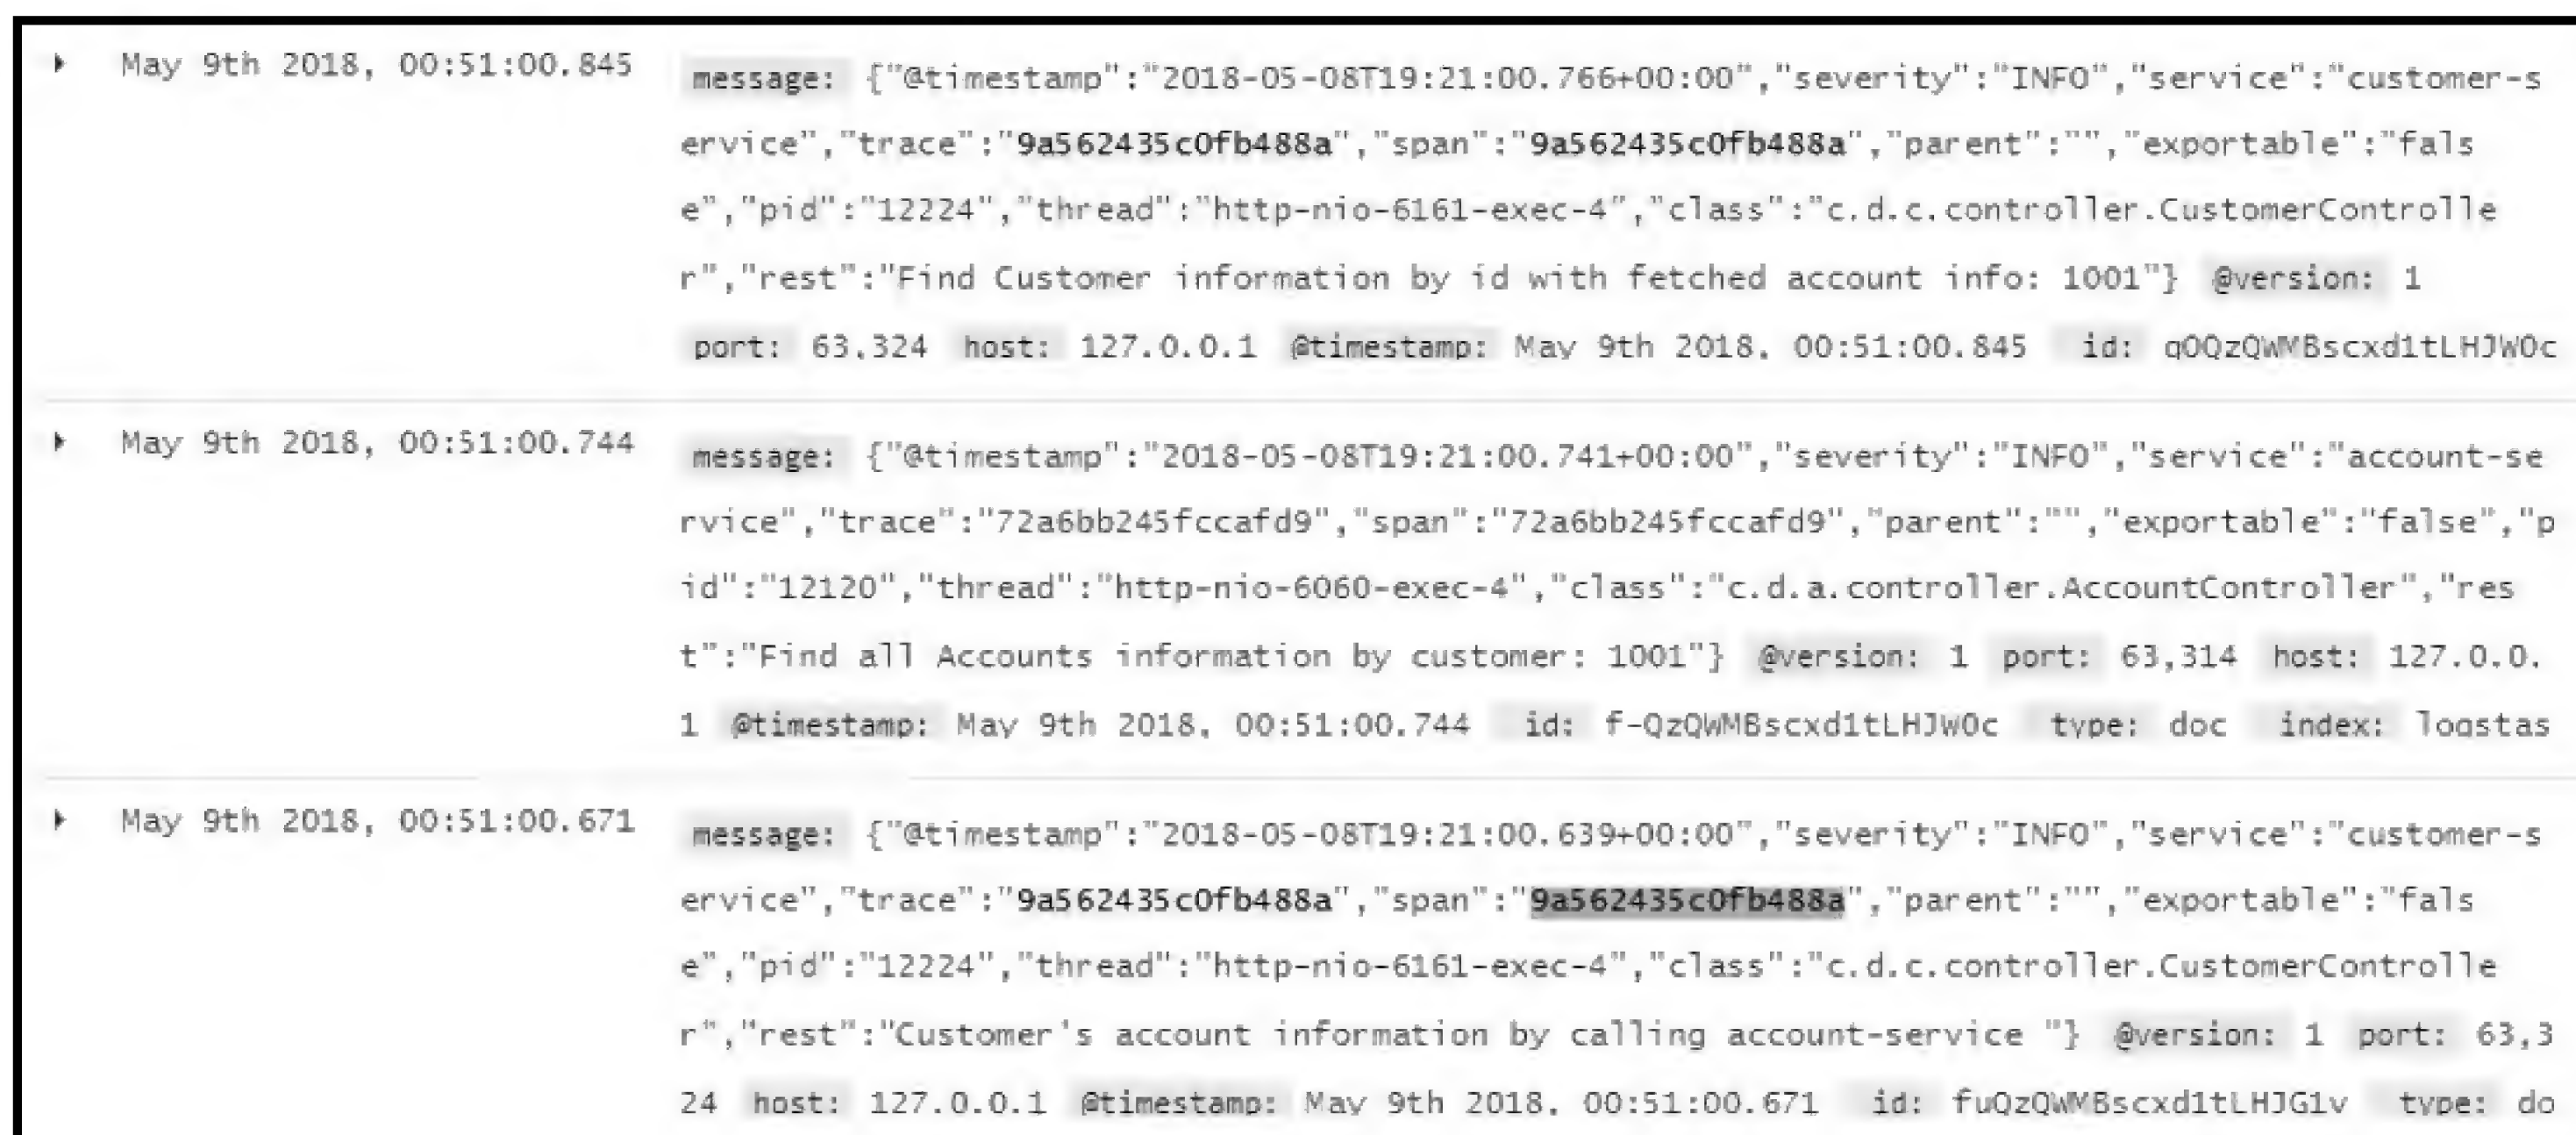 May 9th 2018, 00:51:00.845 message: {"@timestamp":"2018-05-08T19:21:00.766+00:00","severity":"INFO","service":"customer-s
ervice","trace":"9a562435c0fb488a","span":"9a562435c0fb488a","parent":"","exportable":"fals
e","pid":"12224","thread":"http-nio-6161-exec-4","class":"c.d.c.controller.CustomerControlle
r","rest":"Find Customer information by id with fetched account info: 1001"} @version: 1
port: 63,324 host: 127.0.0.1 @timestamp: May 9th 2018, 00:51:00.845 id: gOQzQWMBscxd1tLHJW0c
May 9th 2018, 00:51:00.744 message: {"@timestamp":"2018-05-08T19:21:00.741+00:00","severity":"INFO","service":"account-se
rvice","trace":"72a6bb245fccafd9","span":"72a6bb245fccafd9","parent":"","exportable":"false","p
id":"12120","thread":"http-nio-6060-exec-4","class":"c.d.a.controller.AccountController","res
t":"Find all Accounts information by customer: 1001"} @version: 1 port: 63,314 host: 127.0.0.
1 @timestamp: May 9th 2018, 00:51:00.744 id: f-QzQWMBscxd1tLHJW0c type: doc index: logstas
May 9th 2018, 00:51:00.671 message: {"@timestamp":"2018-05-08T19:21:00.639+00:00","severity":"INFO","service":"customer-s
ervice","trace":"9a562435c0fb488a","span":"9a562435c0fb488a","parent":"","exportable":"fals
e","pid":"12224","thread":"http-nio-6161-exec-4","class":"c.d.c.controller.CustomerControlle
r","rest":"Customer's account information by calling account-service "} @version: 1 port: 63,3
24 host: 127.0.0.1 @timestamp: May 9th 2018, 00:51:00.671 id: fuQzQWMBscxd1tLHJG1v type: do